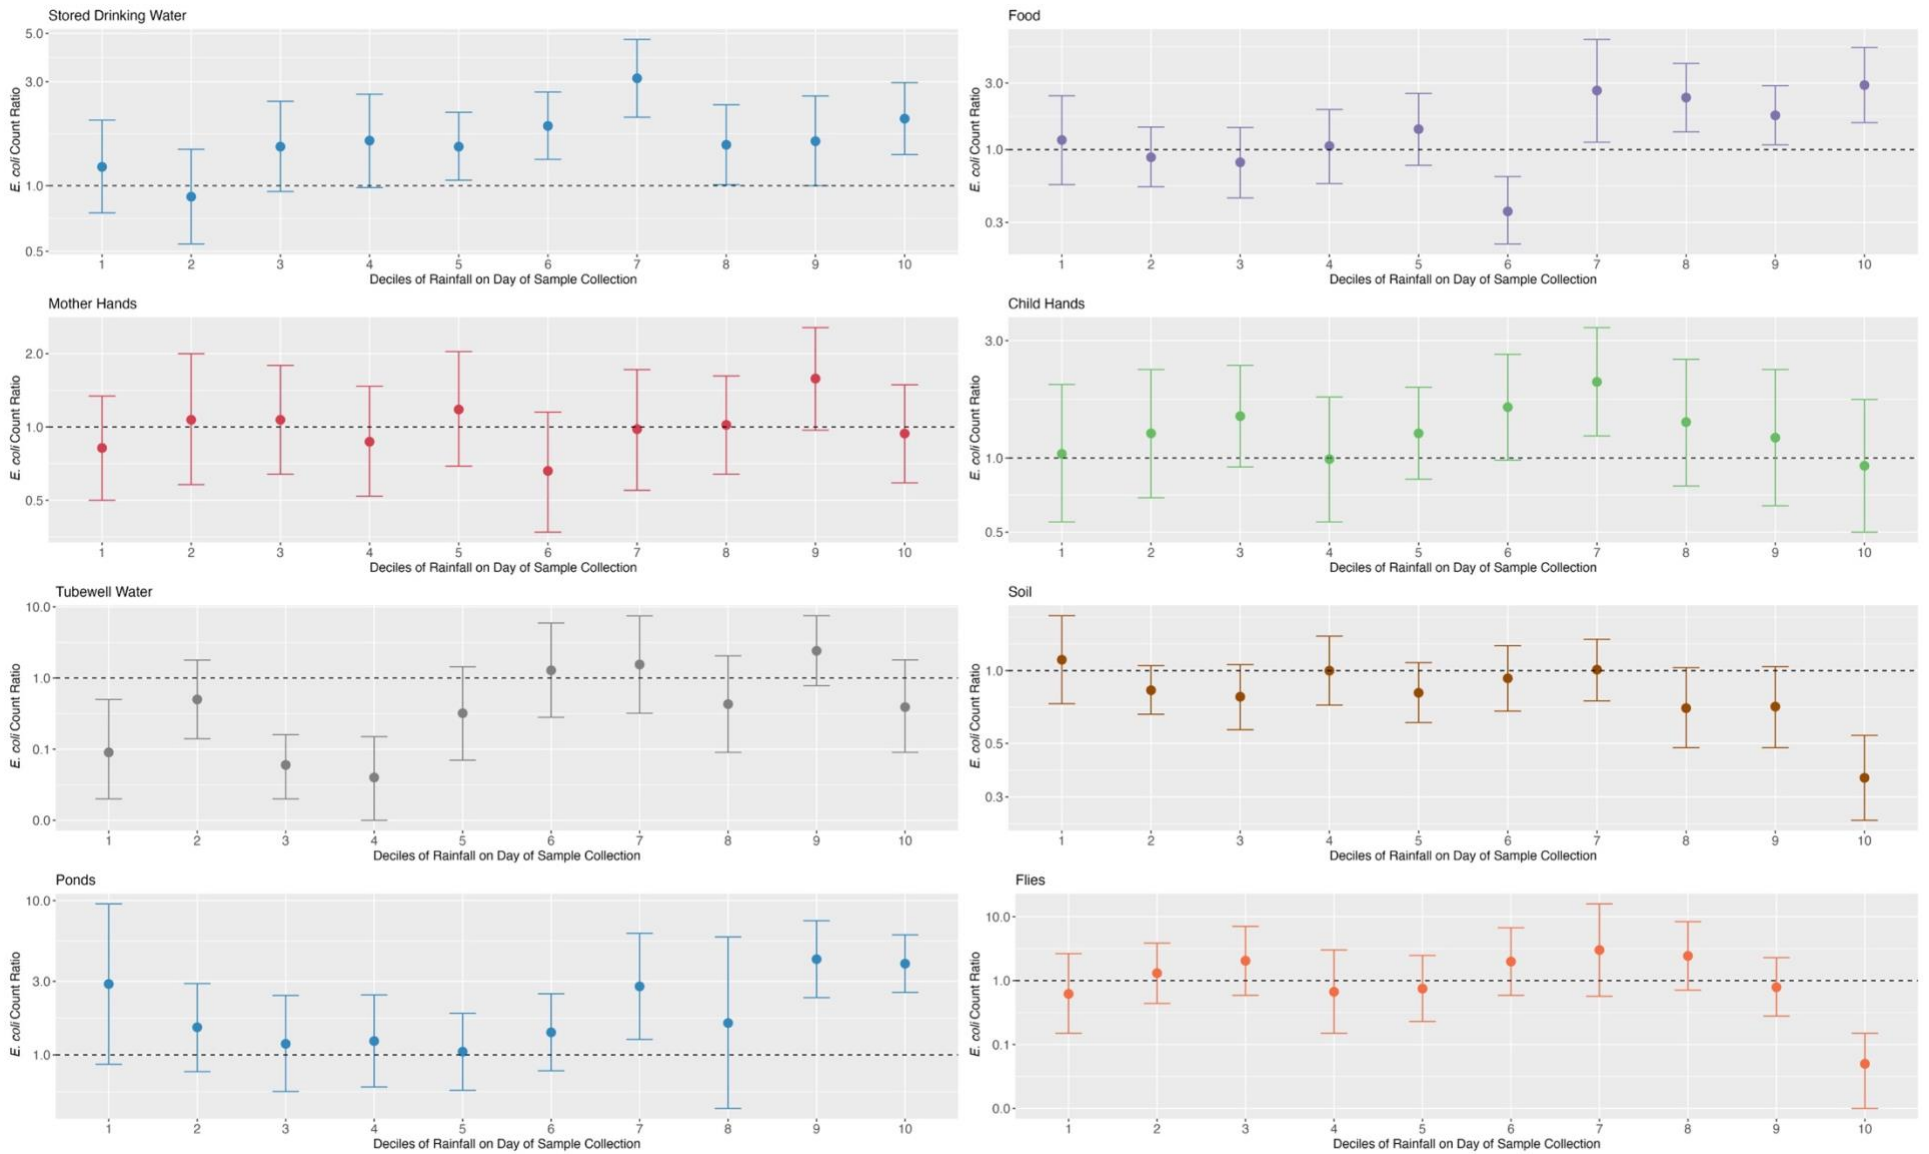 Stored Drinking Water
E. coli Count Ratio
5.0
3.0
1.0
0.5
1 2 3 4 5 6 7 8 9 10
Deciles of Rainfall on Day of Sample Collection
Food
E. coli Count Ratio
3.0
1.0
0.3
1 2 3 4 5 6 7 8 9 10
Deciles of Rainfall on Day of Sample Collection
Mother Hands
E. coli Count Ratio
2.0
1.0
0.5
1 2 3 4 5 6 7 8 9 10
Deciles of Rainfall on Day of Sample Collection
Child Hands
E. coli Count Ratio
3.0
1.0
0.5
1 2 3 4 5 6 7 8 9 10
Deciles of Rainfall on Day of Sample Collection
Tubewell Water
E. coli Count Ratio
10.0
1.0
0.1
0.0
1 2 3 4 5 6 7 8 9 10
Deciles of Rainfall on Day of Sample Collection
Soil
E. coli Count Ratio
1.0
0.5
0.3
1 2 3 4 5 6 7 8 9 10
Deciles of Rainfall on Day of Sample Collection
Ponds
E. coli Count Ratio
10.0
3.0
1.0
1 2 3 4 5 6 7 8 9 10
Deciles of Rainfall on Day of Sample Collection
Flies
E. coli Count Ratio
10.0
1.0
0.1
0.0
1 2 3 4 5 6 7 8 9 10
Deciles of Rainfall on Day of Sample Collection